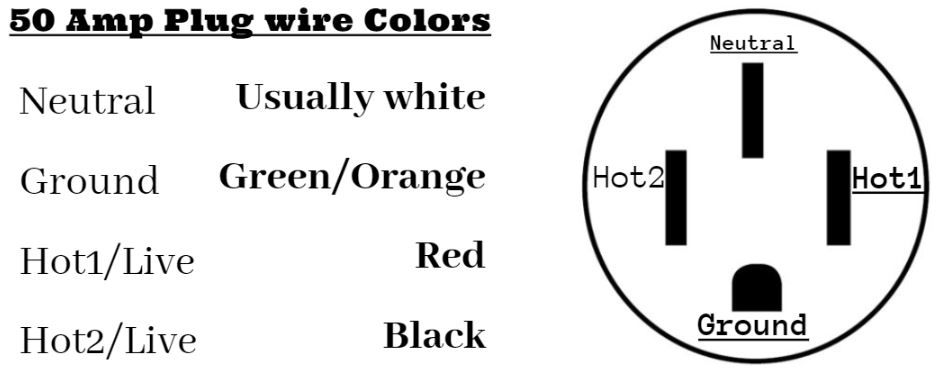 50 Amp Plug wire Colors
Neutral Usually white
Ground Green/Orange
Hot1/Live Red
Hot2/Live Black
Neutral
Hot2 Hot1
Ground